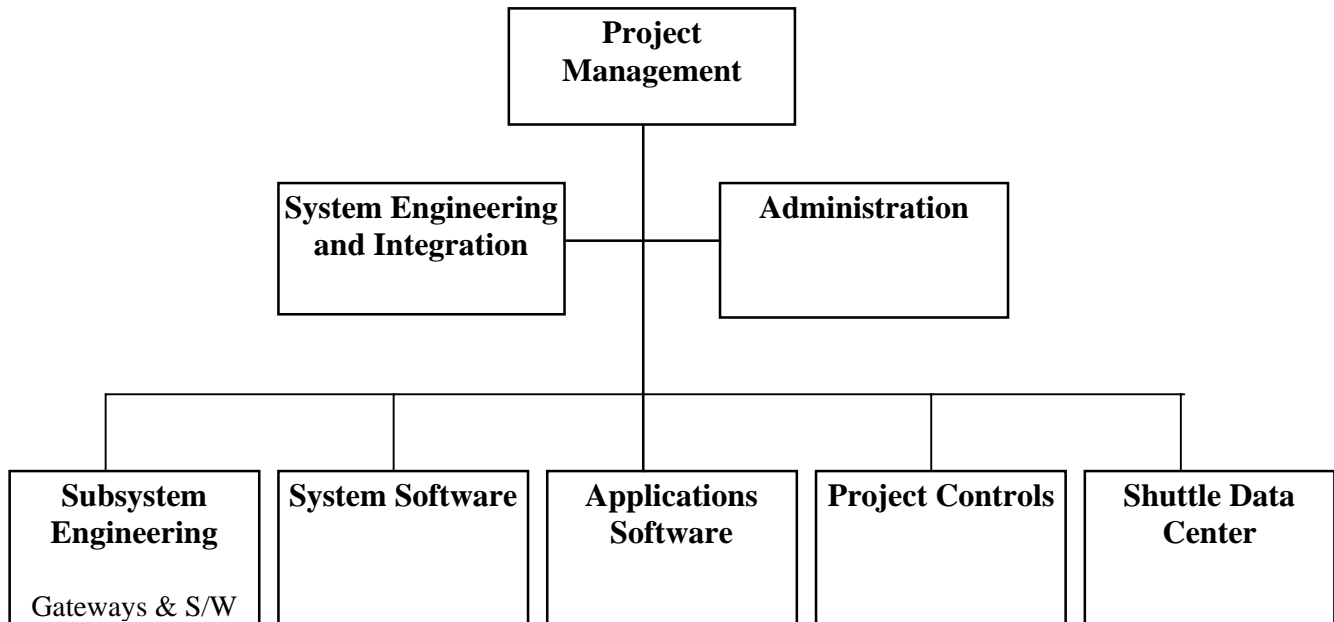 Project
Management
System Engineering
and Integration
Administration
Subsystem
Engineering
Gateways & S/W
System Software
Applications
Software
Project Controls
Shuttle Data
Center